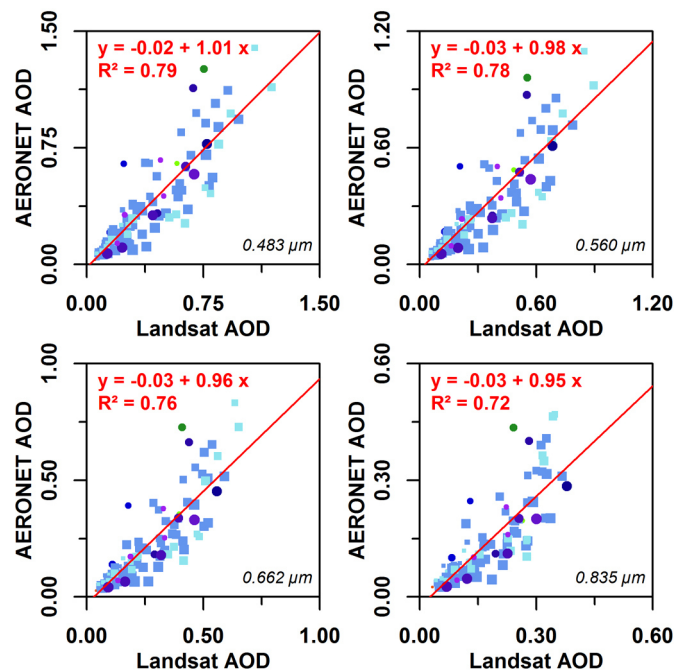 1.50
y = -0.02 + 1.01 x
R² = 0.79
AERONET AOD
0.75
0.00
0.483 µm
0.00 0.75 1.50
Landsat AOD
1.20
y = -0.03 + 0.98 x
R² = 0.78
AERONET AOD
0.60
0.00
0.560 µm
0.00 0.60 1.20
Landsat AOD
1.00
y = -0.03 + 0.96 x
R² = 0.76
AERONET AOD
0.50
0.00
0.662 µm
0.00 0.50 1.00
Landsat AOD
0.60
y = -0.03 + 0.95 x
R² = 0.72
AERONET AOD
0.30
0.00
0.835 µm
0.00 0.30 0.60
Landsat AOD